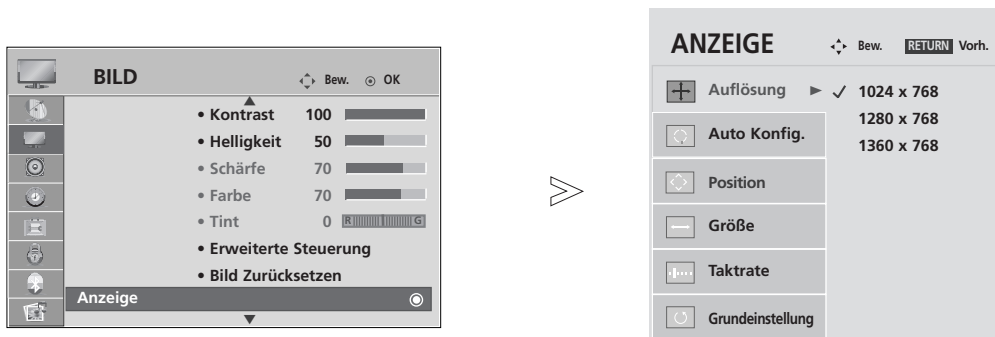 BILD
Bew. OK
• Kontrast 100
• Helligkeit 50
• Schärfe 70
• Farbe 70
• Tint 0 R G
• Erweiterte Steuerung
• Bild Zurücksetzen
Anzeige
ANZEIGE Bew. RETURN Vorh.
Auflösung ► ✓ 1024 x 768
1280 x 768
Auto Konfig.
1360 x 768
Position
Größe
Taktrate
Grundeinstellung